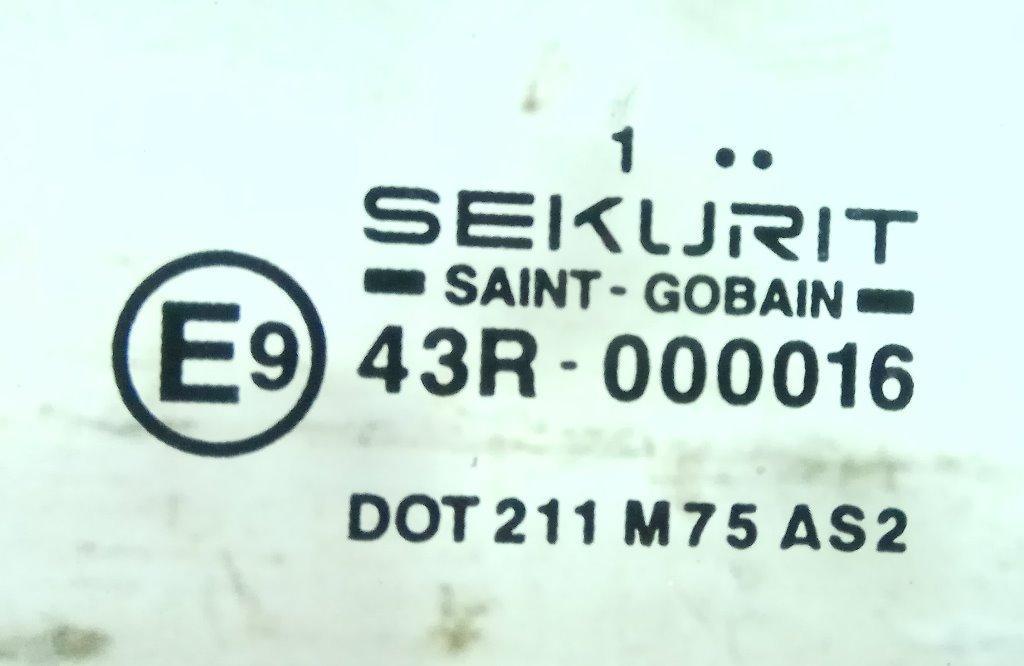 1 ••
SEKURIT
SAINT-GOBAIN
E9
43R-000016
DOT 211 M75 AS2